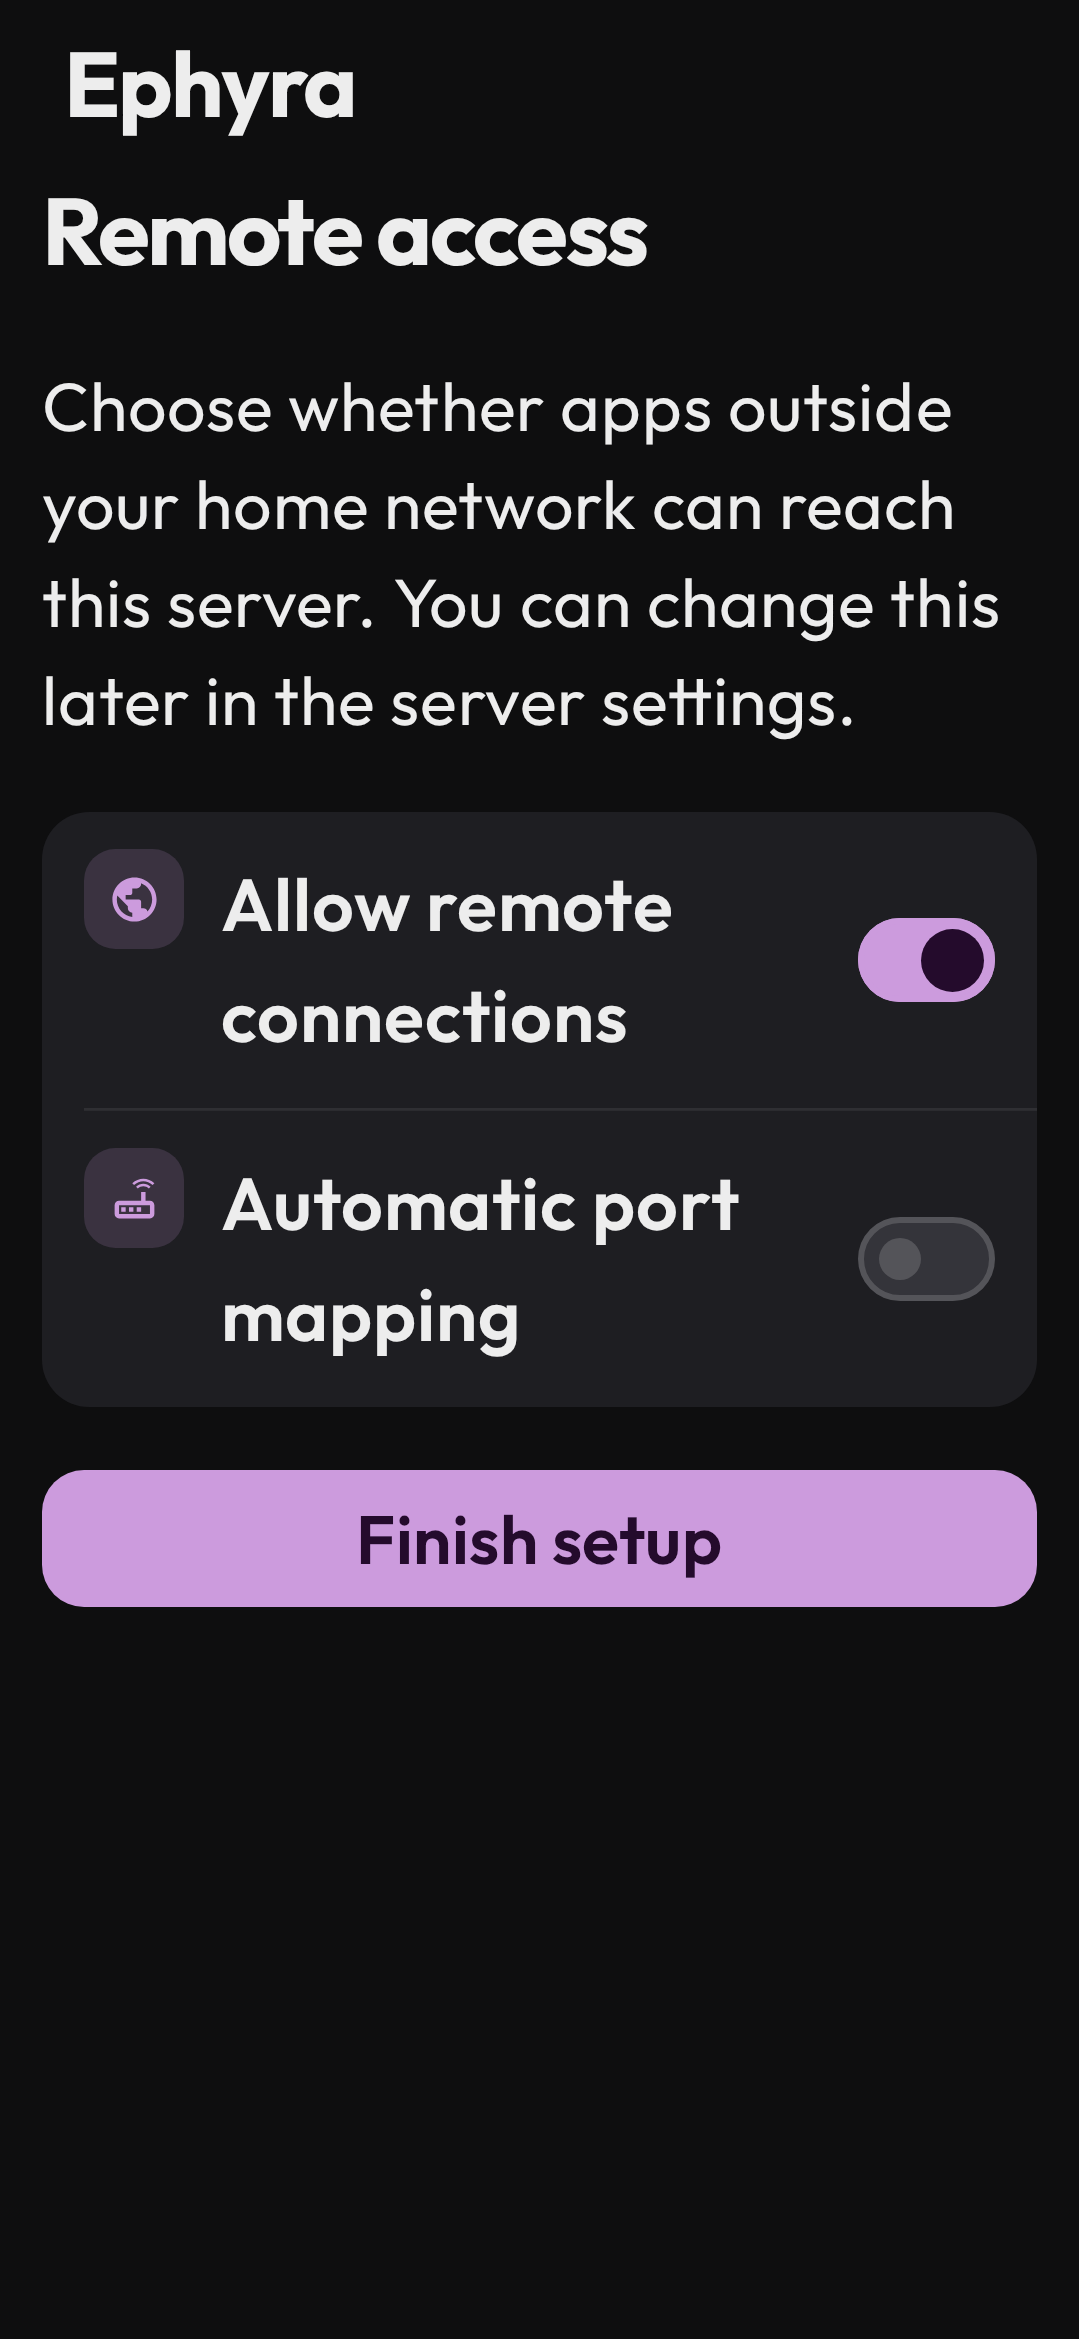 Ephyra
Remote access
Choose whether apps outside
your home network can reach
this server. You can change this
later in the server settings.
Allow remote
connections
Automatic port
mapping
Finish setup